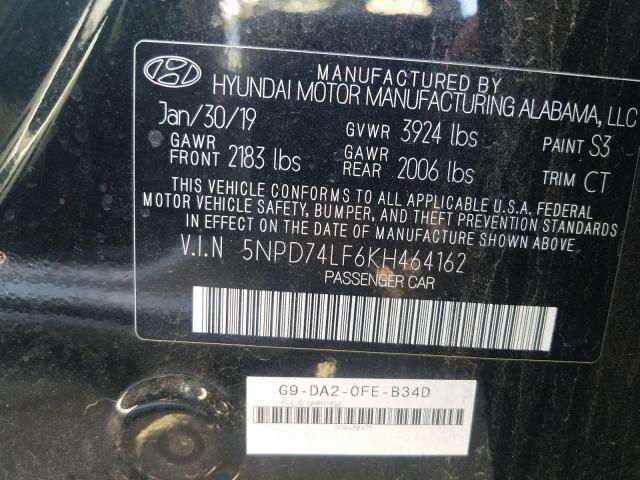 MANUFACTURED BY
HYUNDAI MOTOR MANUFACTURING ALABAMA, LLC
Jan/30/19 GVWR 3924 lbs PAINT S3
GAWR FRONT 2183 lbs GAWR REAR 2006 lbs TRIM CT
THIS VEHICLE CONFORMS TO ALL APPLICABLE U.S.A. FEDERAL
MOTOR VEHICLE SAFETY, BUMPER, AND THEFT PREVENTION STANDARDS
IN EFFECT ON THE DATE OF MANUFACTURE SHOWN ABOVE.
V.I.N 5NPD74LF6KH464162
PASSENGER CAR
G9-DA2-0FE-B34D
FCC ID: